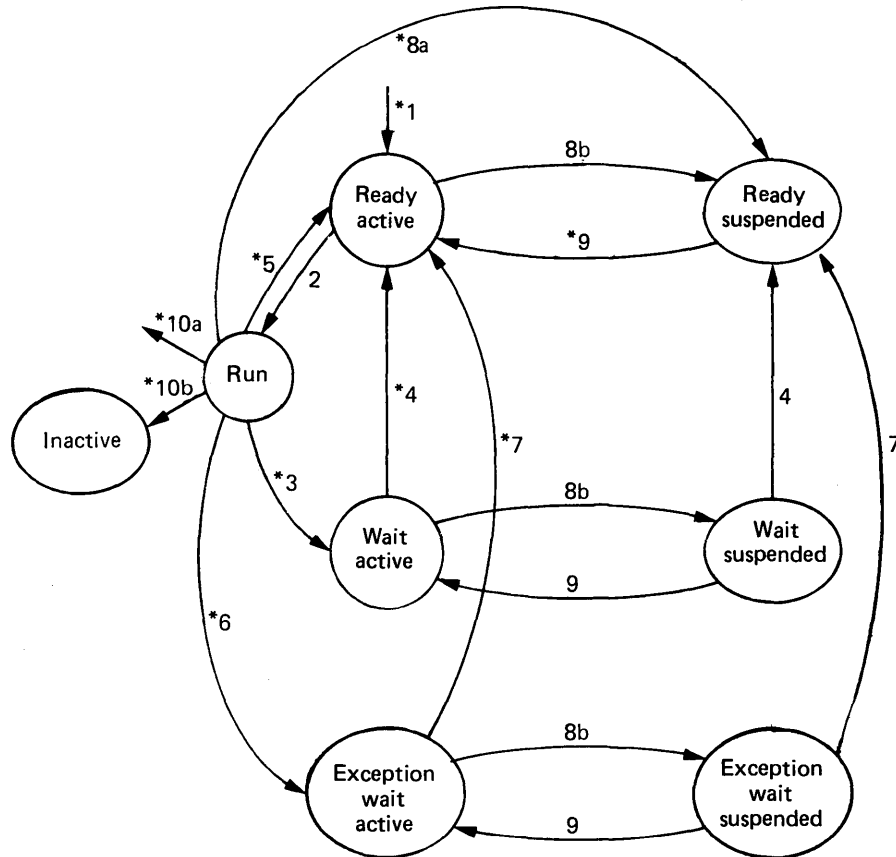 *8a
*1
8b
Ready
active
Ready
suspended
*9
*5
2
*10a
Run
*10b
*4
4
Inactive
*7
7
*3
8b
Wait
active
Wait
suspended
9
*6
8b
Exception
wait
active
Exception
wait
suspended
9